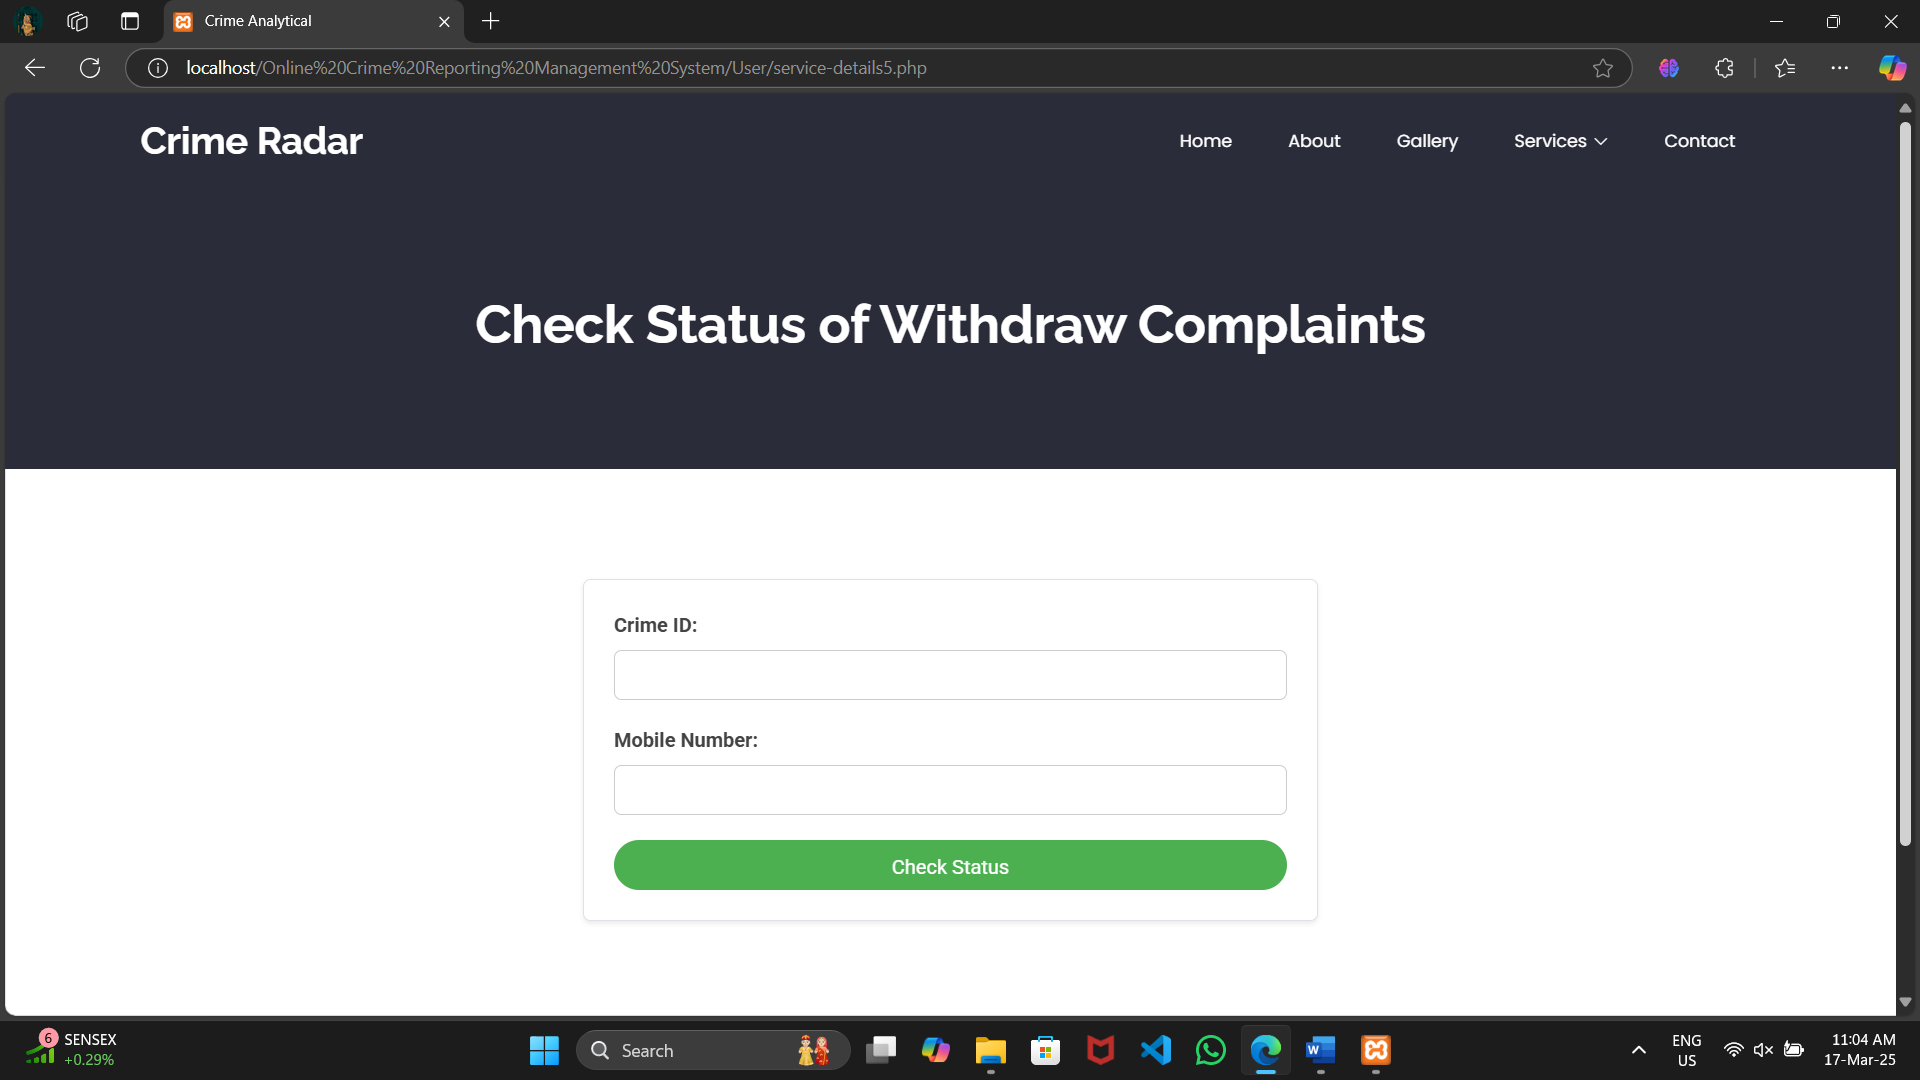 Crime Analytical
localhost/Online%20Crime%20Reporting%20Management%20System/User/service-details5.php
Crime Radar
Home About Gallery Services Contact
Check Status of Withdraw Complaints
Crime ID:
Mobile Number:
Check Status
6 SENSEX
+0.29%
Search
ENG
US
11:04 AM
17-Mar-25